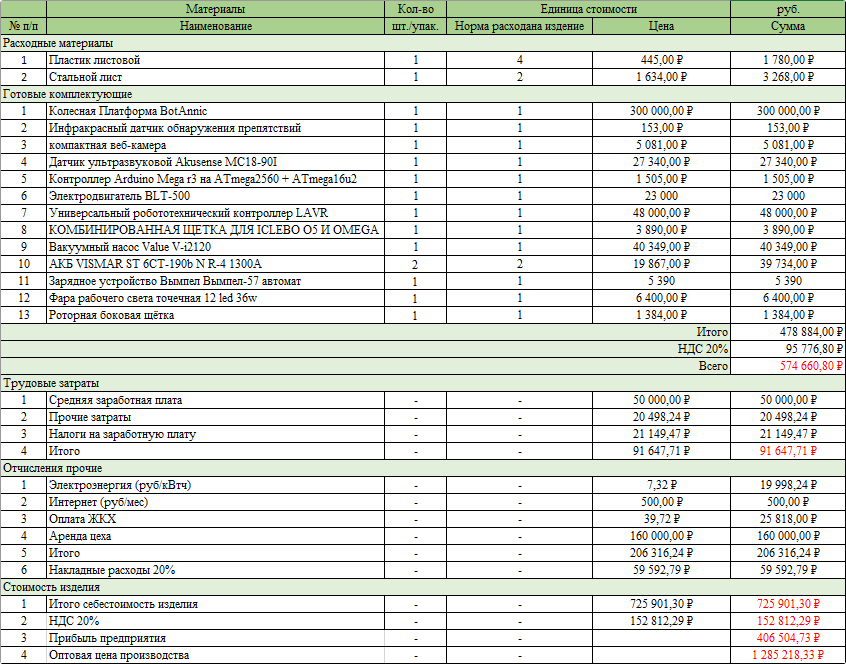 Материалы Кол-во Единица стоимости руб.
№ п/п Наименование шт./упак. Норма расходана издение Цена Сумма
Расходные материалы
1 Пластик листовой 1 4 445,00 ₽ 1 780,00 ₽
2 Стальной лист 1 2 1 634,00 ₽ 3 268,00 ₽
Готовые комплектующие
1 Колесная Платформа BotAnnic 1 1 300 000,00 ₽ 300 000,00 ₽
2 Инфракрасный датчик обнаружения препятствий 1 1 153,00 ₽ 153,00 ₽
3 компактная веб-камера 1 1 5 081,00 ₽ 5 081,00 ₽
4 Датчик ультразвуковой Akusense MC18-90I 1 1 27 340,00 ₽ 27 340,00 ₽
5 Контроллер Arduino Mega r3 на ATmega2560 + ATmega16u2 1 1 1 505,00 ₽ 1 505,00 ₽
6 Электродвигатель BLT-500 1 1 23 000 23 000
7 Универсальный робототехнический контроллер LAVR 1 1 48 000,00 ₽ 48 000,00 ₽
8 КОМБИНИРОВАННАЯ ЩЕТКА ДЛЯ ICLEBO O5 И OMEGA 1 1 3 890,00 ₽ 3 890,00 ₽
9 Вакуумный насос Value V-i2120 1 1 40 349,00 ₽ 40 349,00 ₽
10 АКБ VISMAR ST 6CT-190b N R-4 1300A 2 2 19 867,00 ₽ 39 734,00 ₽
11 Зарядное устройство Вымпел Вымпел-57 автомат 1 1 5 390 5 390
12 Фара рабочего света точечная 12 led 36w 1 1 6 400,00 ₽ 6 400,00 ₽
13 Роторная боковая щётка 1 1 1 384,00 ₽ 1 384,00 ₽
Итого 478 884,00 ₽
НДС 20% 95 776,80 ₽
Всего 574 660,80 ₽
Трудовые затраты
1 Средняя заработная плата - - 50 000,00 ₽ 50 000,00 ₽
2 Прочие затраты - - 20 498,24 ₽ 20 498,24 ₽
3 Налоги на заработную плату - - 21 149,47 ₽ 21 149,47 ₽
4 Итого - - 91 647,71 ₽ 91 647,71 ₽
Отчисления прочие
1 Электроэнергия (руб/кВтч) - - 7,32 ₽ 19 998,24 ₽
2 Интернет (руб/мес) - - 500,00 ₽ 500,00 ₽
3 Оплата ЖКХ - - 39,72 ₽ 25 818,00 ₽
4 Аренда цеха - - 160 000,00 ₽ 160 000,00 ₽
5 Итого - - 206 316,24 ₽ 206 316,24 ₽
6 Накладные расходы 20% - - 59 592,79 ₽ 59 592,79 ₽
Стоимость изделия
1 Итого себестоимость изделия - - 725 901,30 ₽ 725 901,30 ₽
2 НДС 20% - - 152 812,29 ₽ 152 812,29 ₽
3 Прибыль предприятия - - 406 504,73 ₽
4 Оптовая цена производства - - 1 285 218,33 ₽